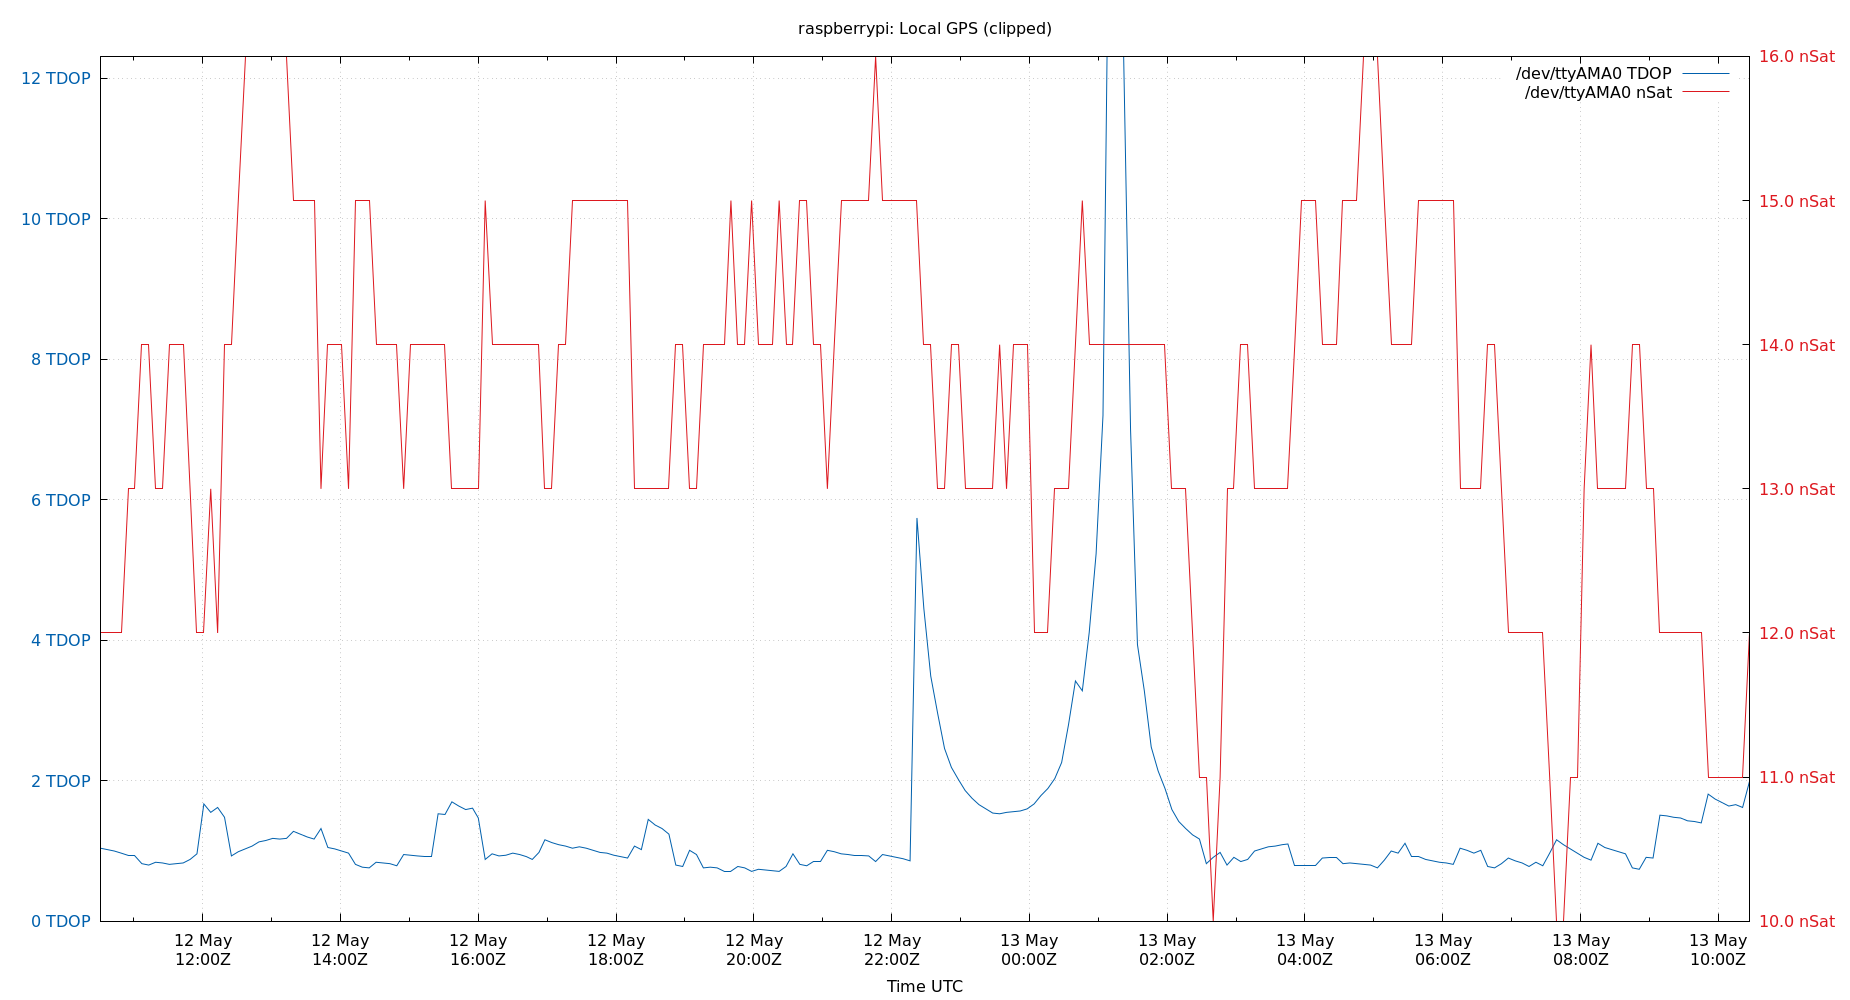 raspberrypi: Local GPS (clipped)
/dev/ttyAMA0 TDOP
/dev/ttyAMA0 nSat
12 TDOP
10 TDOP
8 TDOP
6 TDOP
4 TDOP
2 TDOP
0 TDOP
16.0 nSat
15.0 nSat
14.0 nSat
13.0 nSat
12.0 nSat
11.0 nSat
10.0 nSat
12 May
12:00Z
12 May
14:00Z
12 May
16:00Z
12 May
18:00Z
12 May
20:00Z
12 May
22:00Z
13 May
00:00Z
13 May
02:00Z
13 May
04:00Z
13 May
06:00Z
13 May
08:00Z
13 May
10:00Z
Time UTC